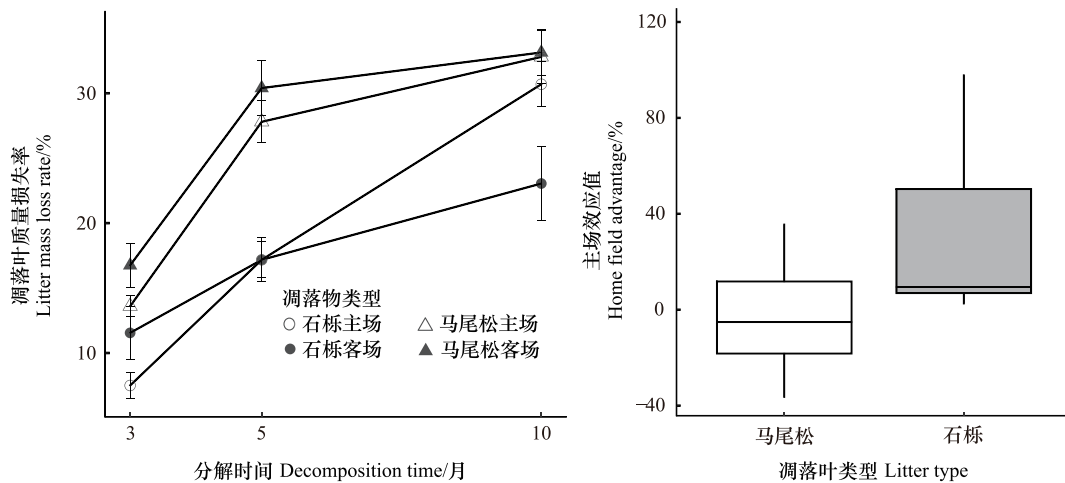 凋落叶质量损失率
Litter mass loss rate/%
30
20
10
凋落物类型
石栎主场
马尾松主场
石栎客场
马尾松客场
3
5
10
分解时间 Decomposition time/月
主场效应值
Home field advantage/%
120
80
40
0
−40
马尾松
石栎
凋落叶类型 Litter type